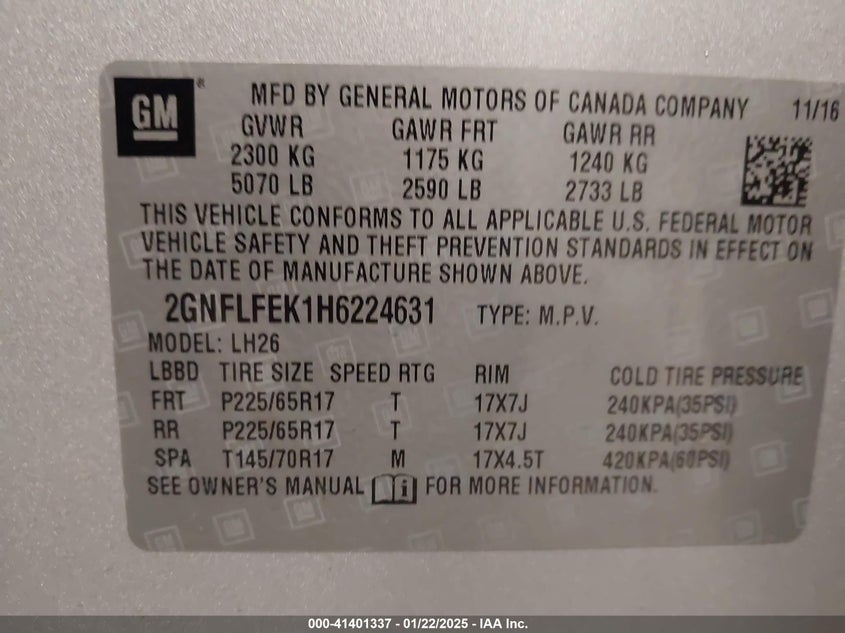 GM ® MFD BY GENERAL MOTORS OF CANADA COMPANY 11/16
GVWR GAWR FRT GAWR RR
2300 KG 1175 KG 1240 KG
5070 LB 2590 LB 2733 LB
THIS VEHICLE CONFORMS TO ALL APPLICABLE U.S. FEDERAL MOTOR
VEHICLE SAFETY AND THEFT PREVENTION STANDARDS IN EFFECT ON
THE DATE OF MANUFACTURE SHOWN ABOVE.
2GNFLFEK1H6224631 TYPE: M.P.V.
MODEL: LH26
LBBD TIRE SIZE SPEED RTG RIM COLD TIRE PRESSURE
FRT P225/65R17 T 17X7J 240KPA(35PSI)
RR P225/65R17 T 17X7J 240KPA(35PSI)
SPA T145/70R17 M 17X4.5T 420KPA(60PSI)
SEE OWNER'S MANUAL FOR MORE INFORMATION.
000-41401337 - 01/22/2025 - IAA Inc.